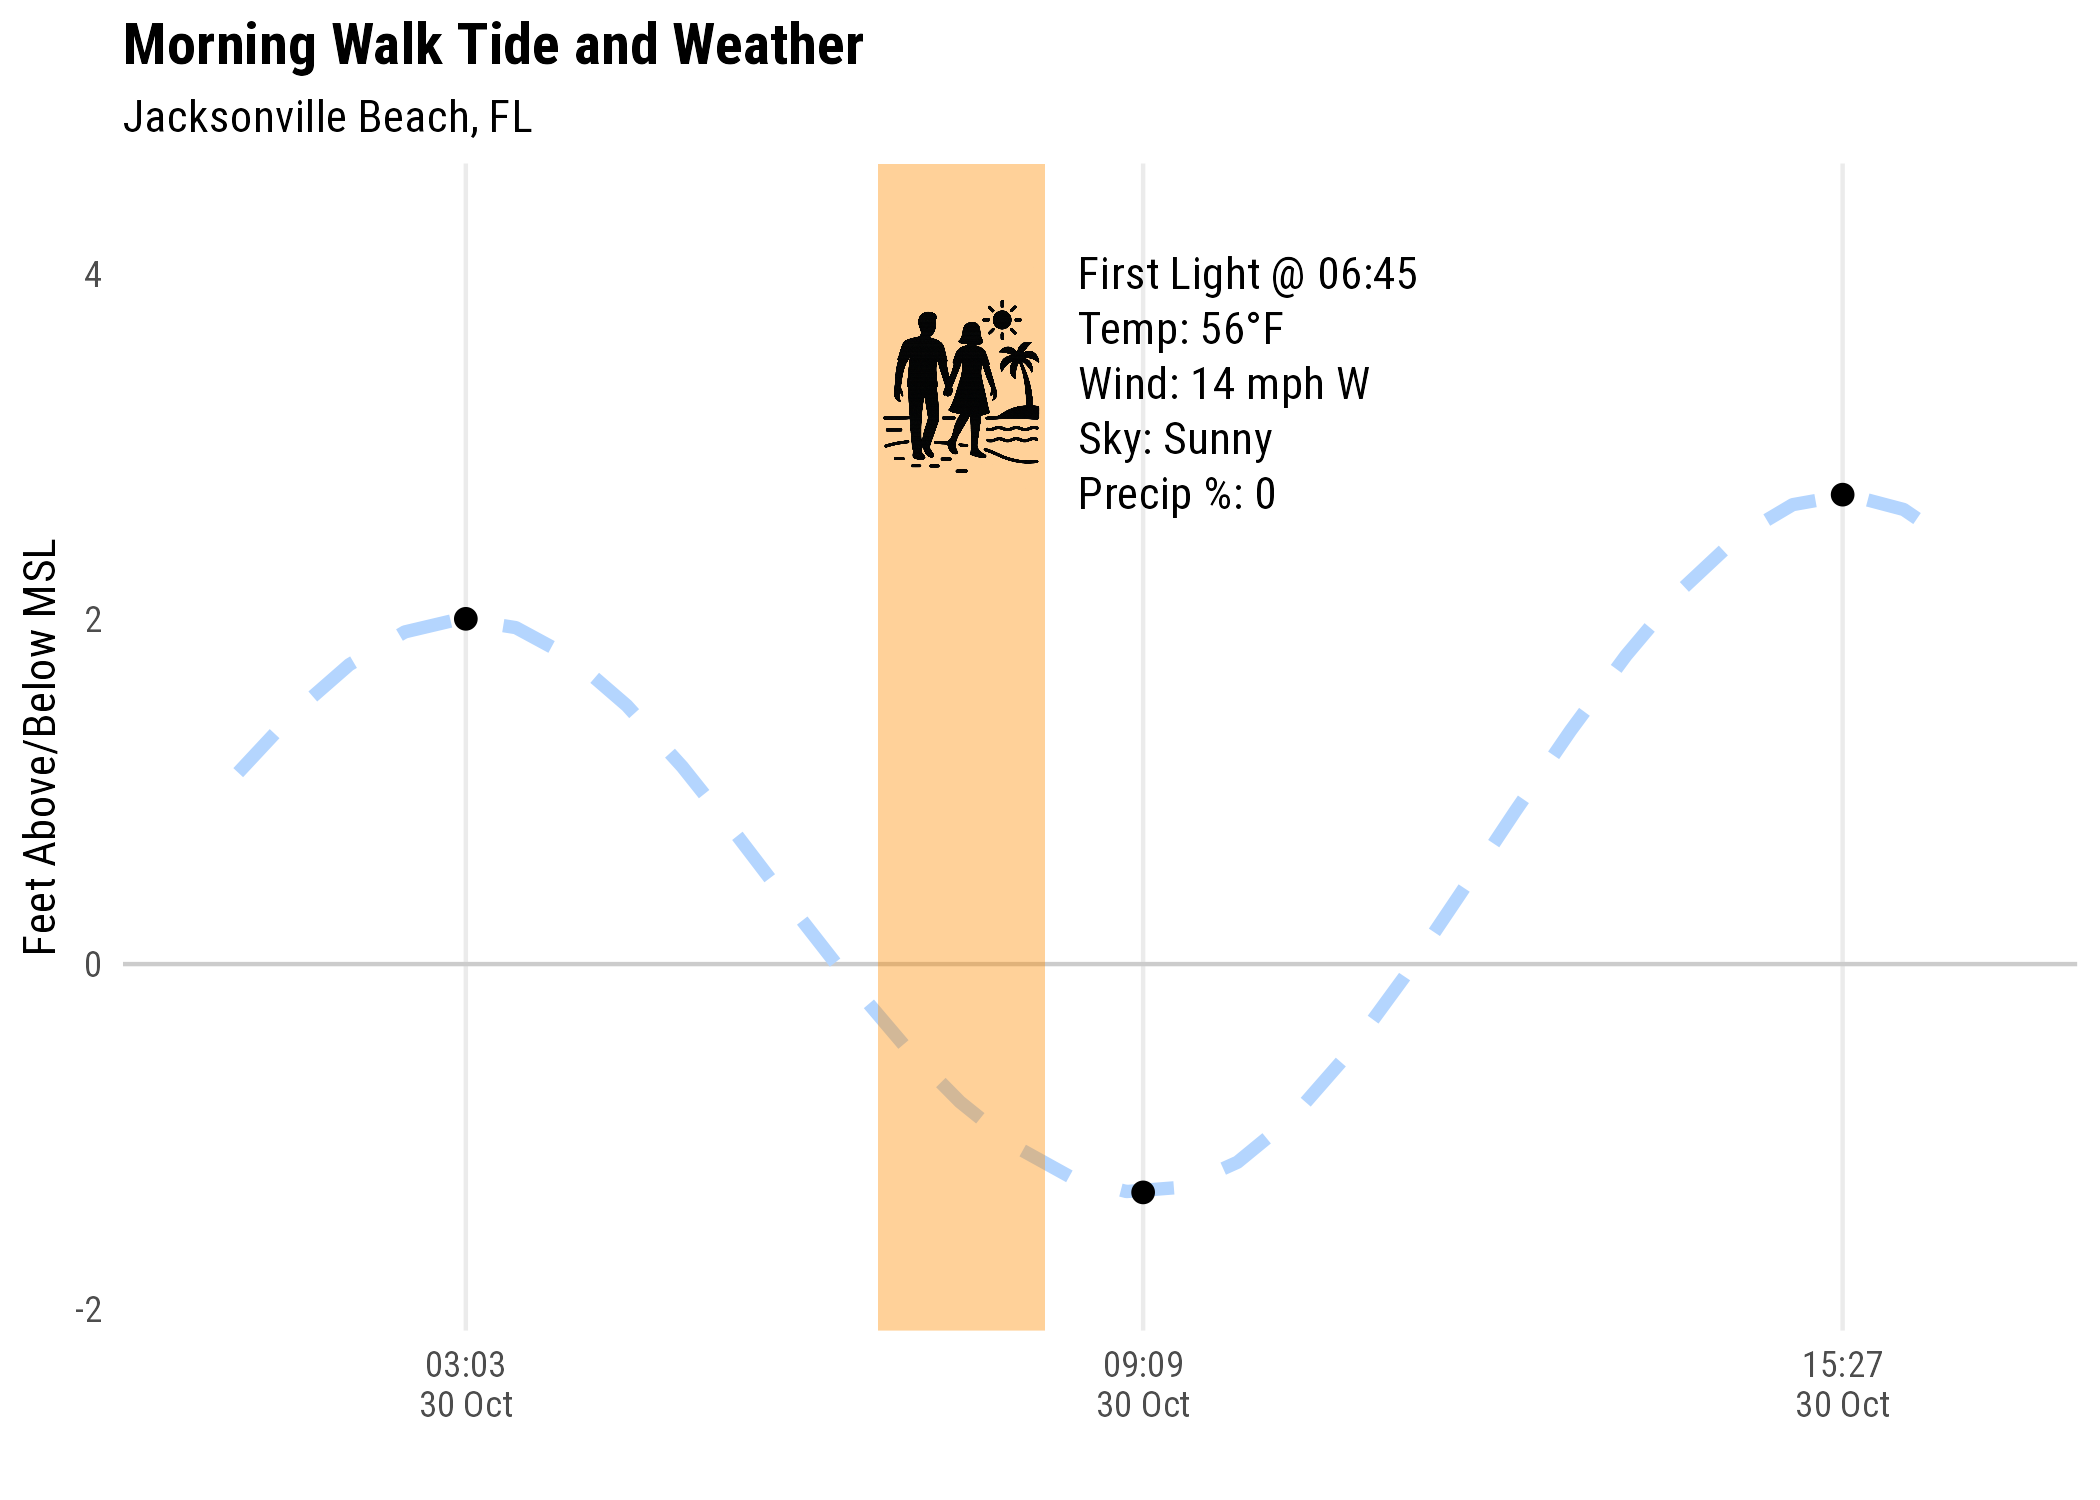 Morning Walk Tide and Weather
Jacksonville Beach, FL
First Light @ 06:45
Temp: 56°F
Wind: 14 mph W
Sky: Sunny
Precip %: 0
Feet Above/Below MSL
4
2
0
-2
03:03
30 Oct
09:09
30 Oct
15:27
30 Oct